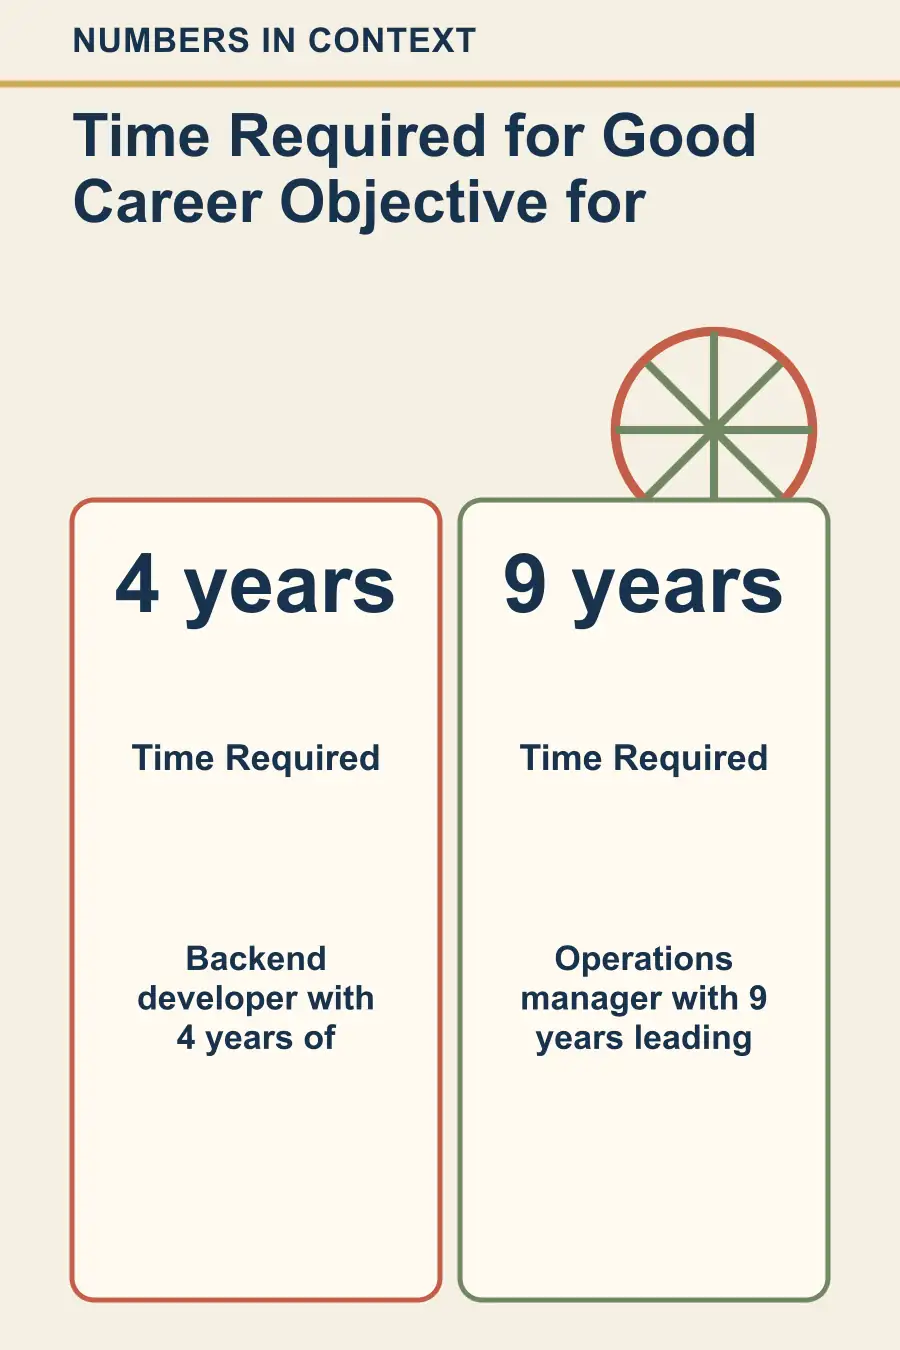 NUMBERS IN CONTEXT
Time Required for Good
Career Objective for
4 years
Time Required
Backend
developer with
4 years of
9 years
Time Required
Operations
manager with 9
years leading